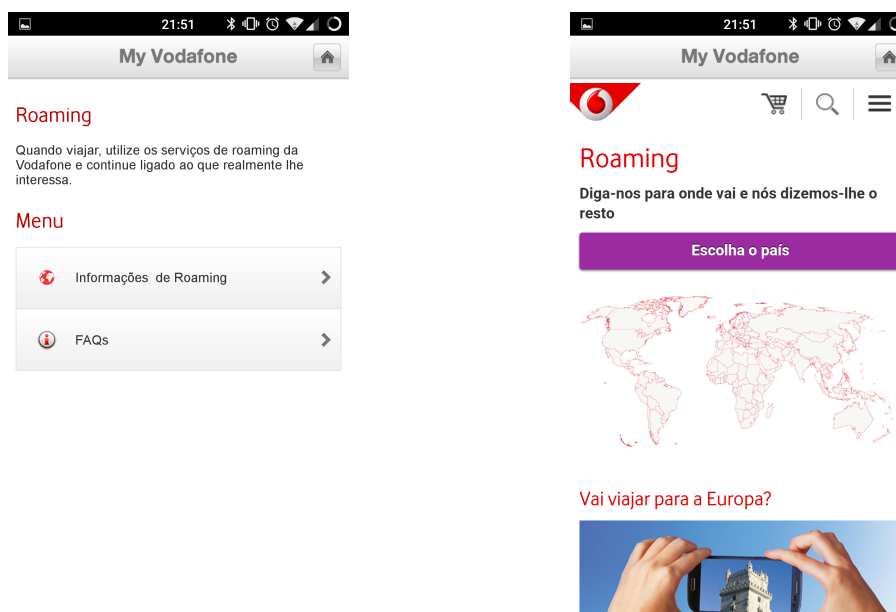 21:51
My Vodafone
Roaming
Quando viajar, utilize os serviços de roaming da
Vodafone e continue ligado ao que realmente lhe
interessa.
Menu
Informações de Roaming
FAQs
21:51
My Vodafone
Roaming
Diga-nos para onde vai e nós dizemos-lhe o
resto
Escolha o país
Vai viajar para a Europa?